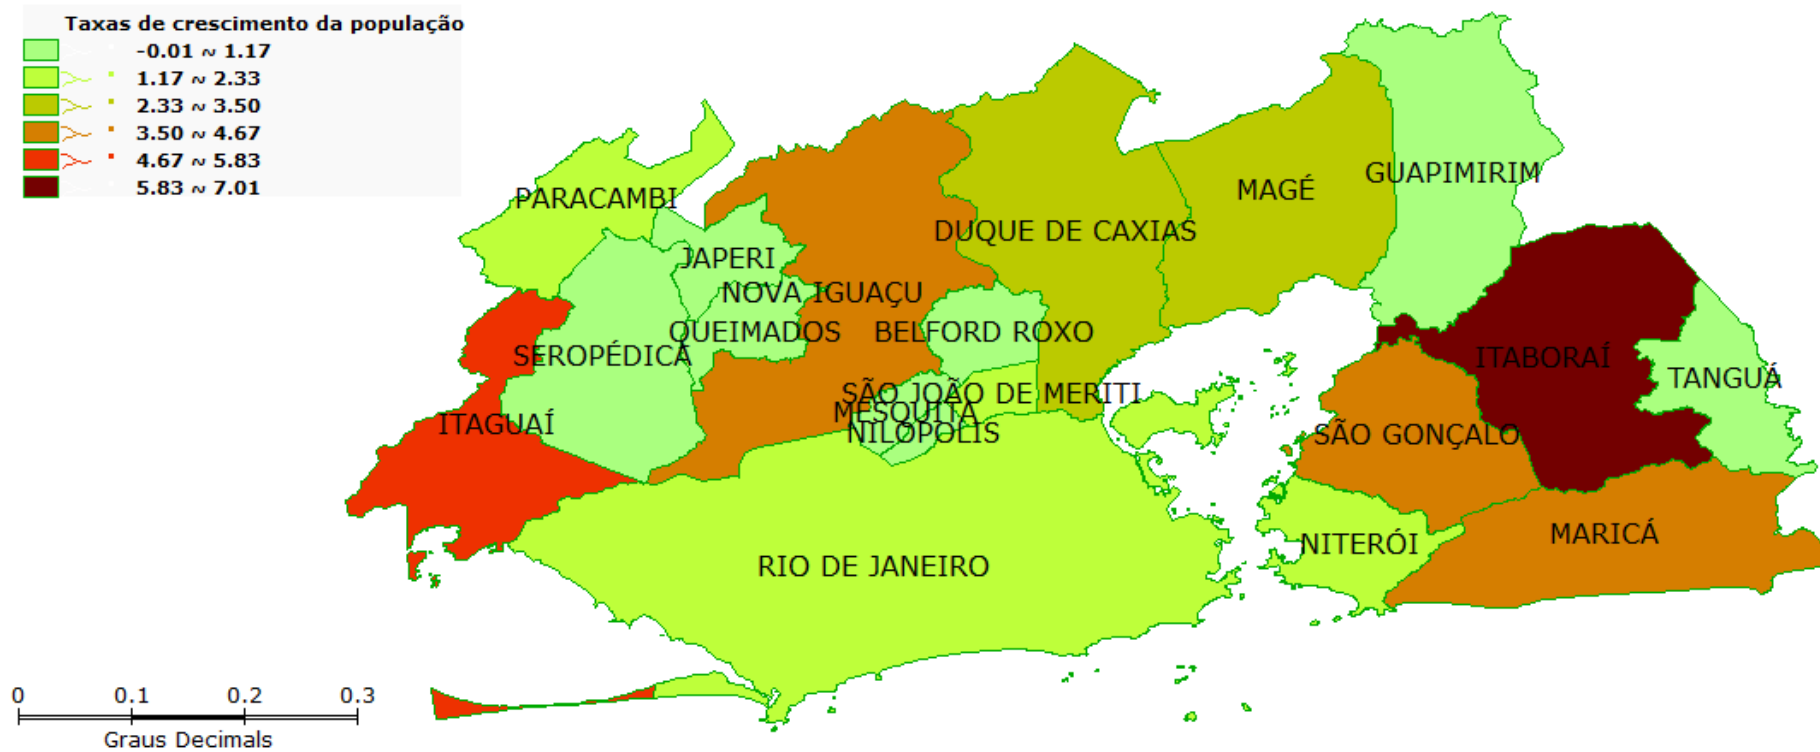 Taxas de crescimento da população
-0.01 ~ 1.17
1.17 ~ 2.33
2.33 ~ 3.50
3.50 ~ 4.67
4.67 ~ 5.83
5.83 ~ 7.01
PARACAMBI
GUAPIMIRIM
MAGÉ
DUQUE DE CAXIAS
JAPERI
NOVA IGUAÇU
QUEIMADOS
BELFORD ROXO
SEROPÉDICA
ITABORAÍ
TANGUÁ
SÃO JOÃO DE MERITI
MESQUITA
ITAGUAÍ
NILÓPOLIS
SÃO GONÇALO
MARICÁ
NITERÓI
RIO DE JANEIRO
0 0.1 0.2 0.3
Graus Decimals